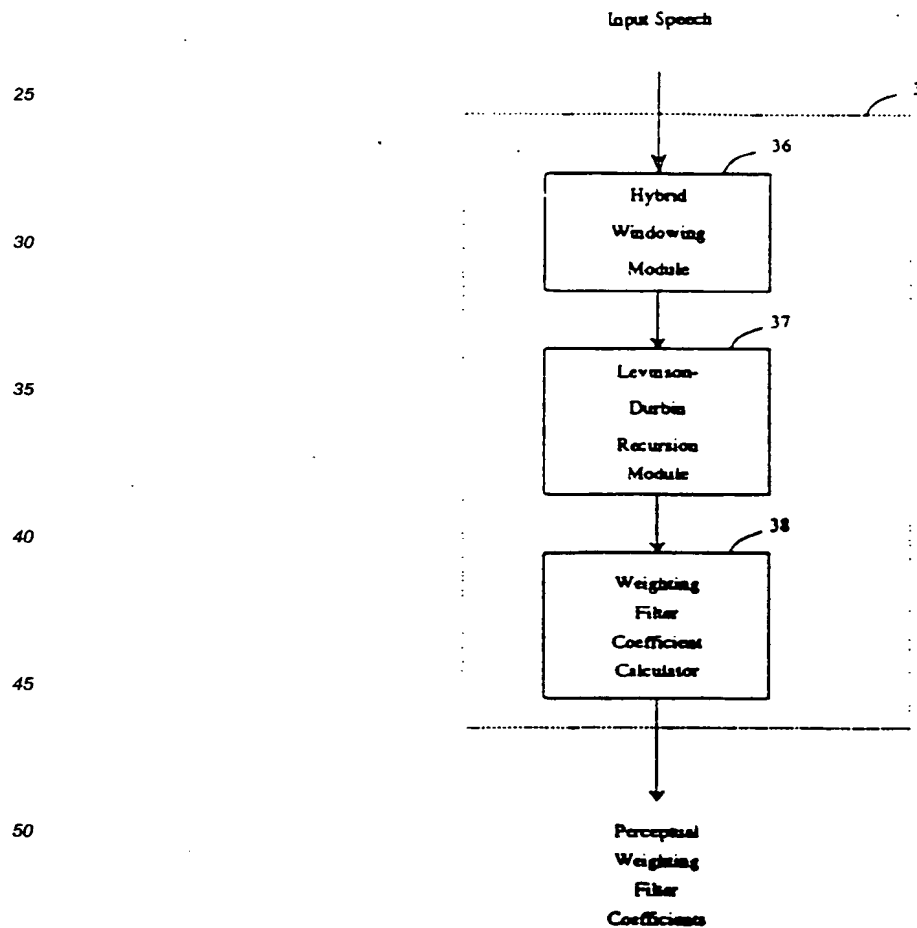 Input Speech
25
3
36
Hybrid
30
Windowing
Module
37
Levinson-
35
Durbin
Recursion
Module
40
38
Weighting
Filter
Coefficient
Calculator
45
50
Perceptual
Weighting
Filter
Coefficients